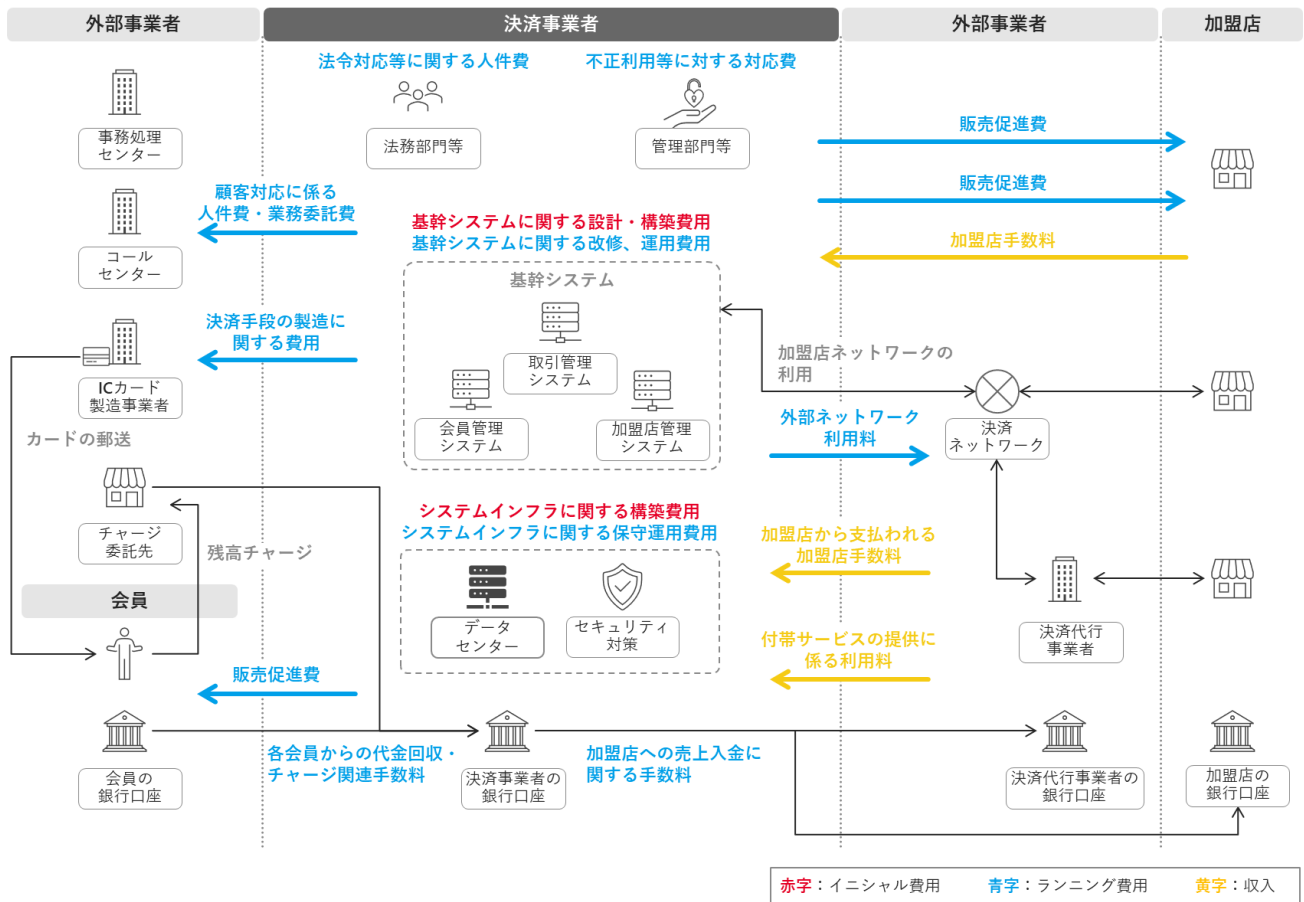 外部事業者
決済事業者
外部事業者
加盟店
法令対応等に関する人件費
不正利用等に対する対応費
事務処理
センター
法務部門等
管理部門等
販売促進費
販売促進費
加盟店手数料
顧客対応に係る
人件費・業務委託費
コール
センター
基幹システムに関する設計・構築費用
基幹システムに関する改修、運用費用
基幹システム
取引管理
システム
会員管理
システム
加盟店管理
システム
決済手段の製造に
関する費用
ICカード
製造事業者
カードの郵送
加盟店ネットワークの
利用
外部ネットワーク
利用料
決済
ネットワーク
チャージ
委託先
残高チャージ
システムインフラに関する構築費用
システムインフラに関する保守運用費用
データ
センター
セキュリティ
対策
加盟店から支払われる
加盟店手数料
付帯サービスの提供に
係る利用料
決済代行
事業者
会員
販売促進費
会員の
銀行口座
各会員からの代金回収・
チャージ関連手数料
決済事業者の
銀行口座
加盟店への売上入金に
関する手数料
決済代行事業者の
銀行口座
加盟店の
銀行口座
赤字：イニシャル費用
青字：ランニング費用
黄字：収入